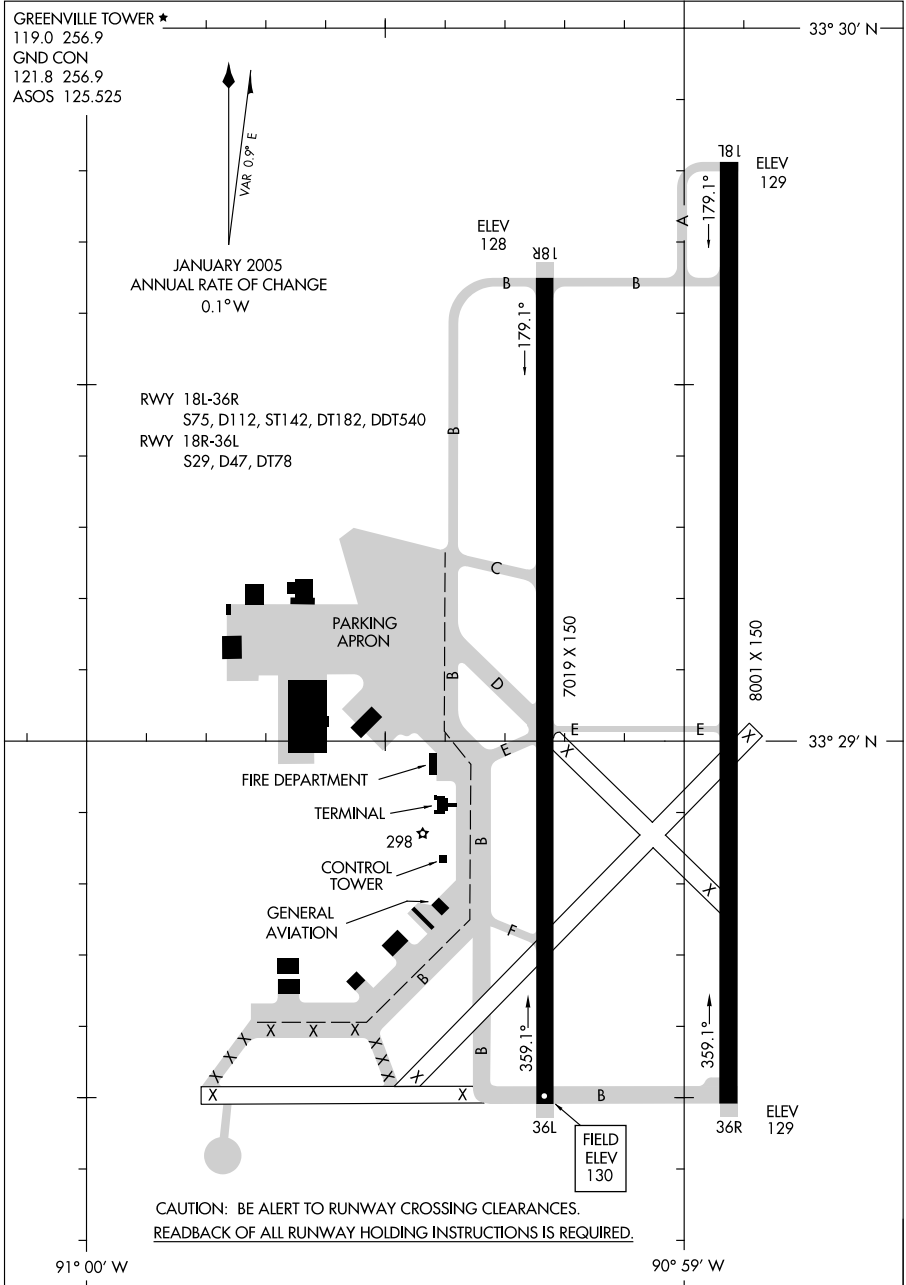 GREENVILLE TOWER ★
119.0 256.9
GND CON
121.8 256.9
ASOS 125.525
33° 30' N
VAR 0.9° E
JANUARY 2005
ANNUAL RATE OF CHANGE
0.1° W
18L
ELEV
129
179.1°
A
ELEV
128
18R
B
B
179.1°
RWY 18L-36R
S75, D112, ST142, DT182, DDT540
RWY 18R-36L
S29, D47, DT78
B
C
PARKING
APRON
7019 X 150
8001 X 150
B
D
E
E
E
X
X
33° 29' N
FIRE DEPARTMENT
TERMINAL
298
B
CONTROL
TOWER
X
GENERAL
AVIATION
F
B
X X X
X
X
X
X
X
X
X
B
359.1°
359.1°
X
X
X
B
36L
36R
ELEV
129
FIELD
ELEV
130
CAUTION: BE ALERT TO RUNWAY CROSSING CLEARANCES.
READBACK OF ALL RUNWAY HOLDING INSTRUCTIONS IS REQUIRED.
91° 00' W
90° 59' W